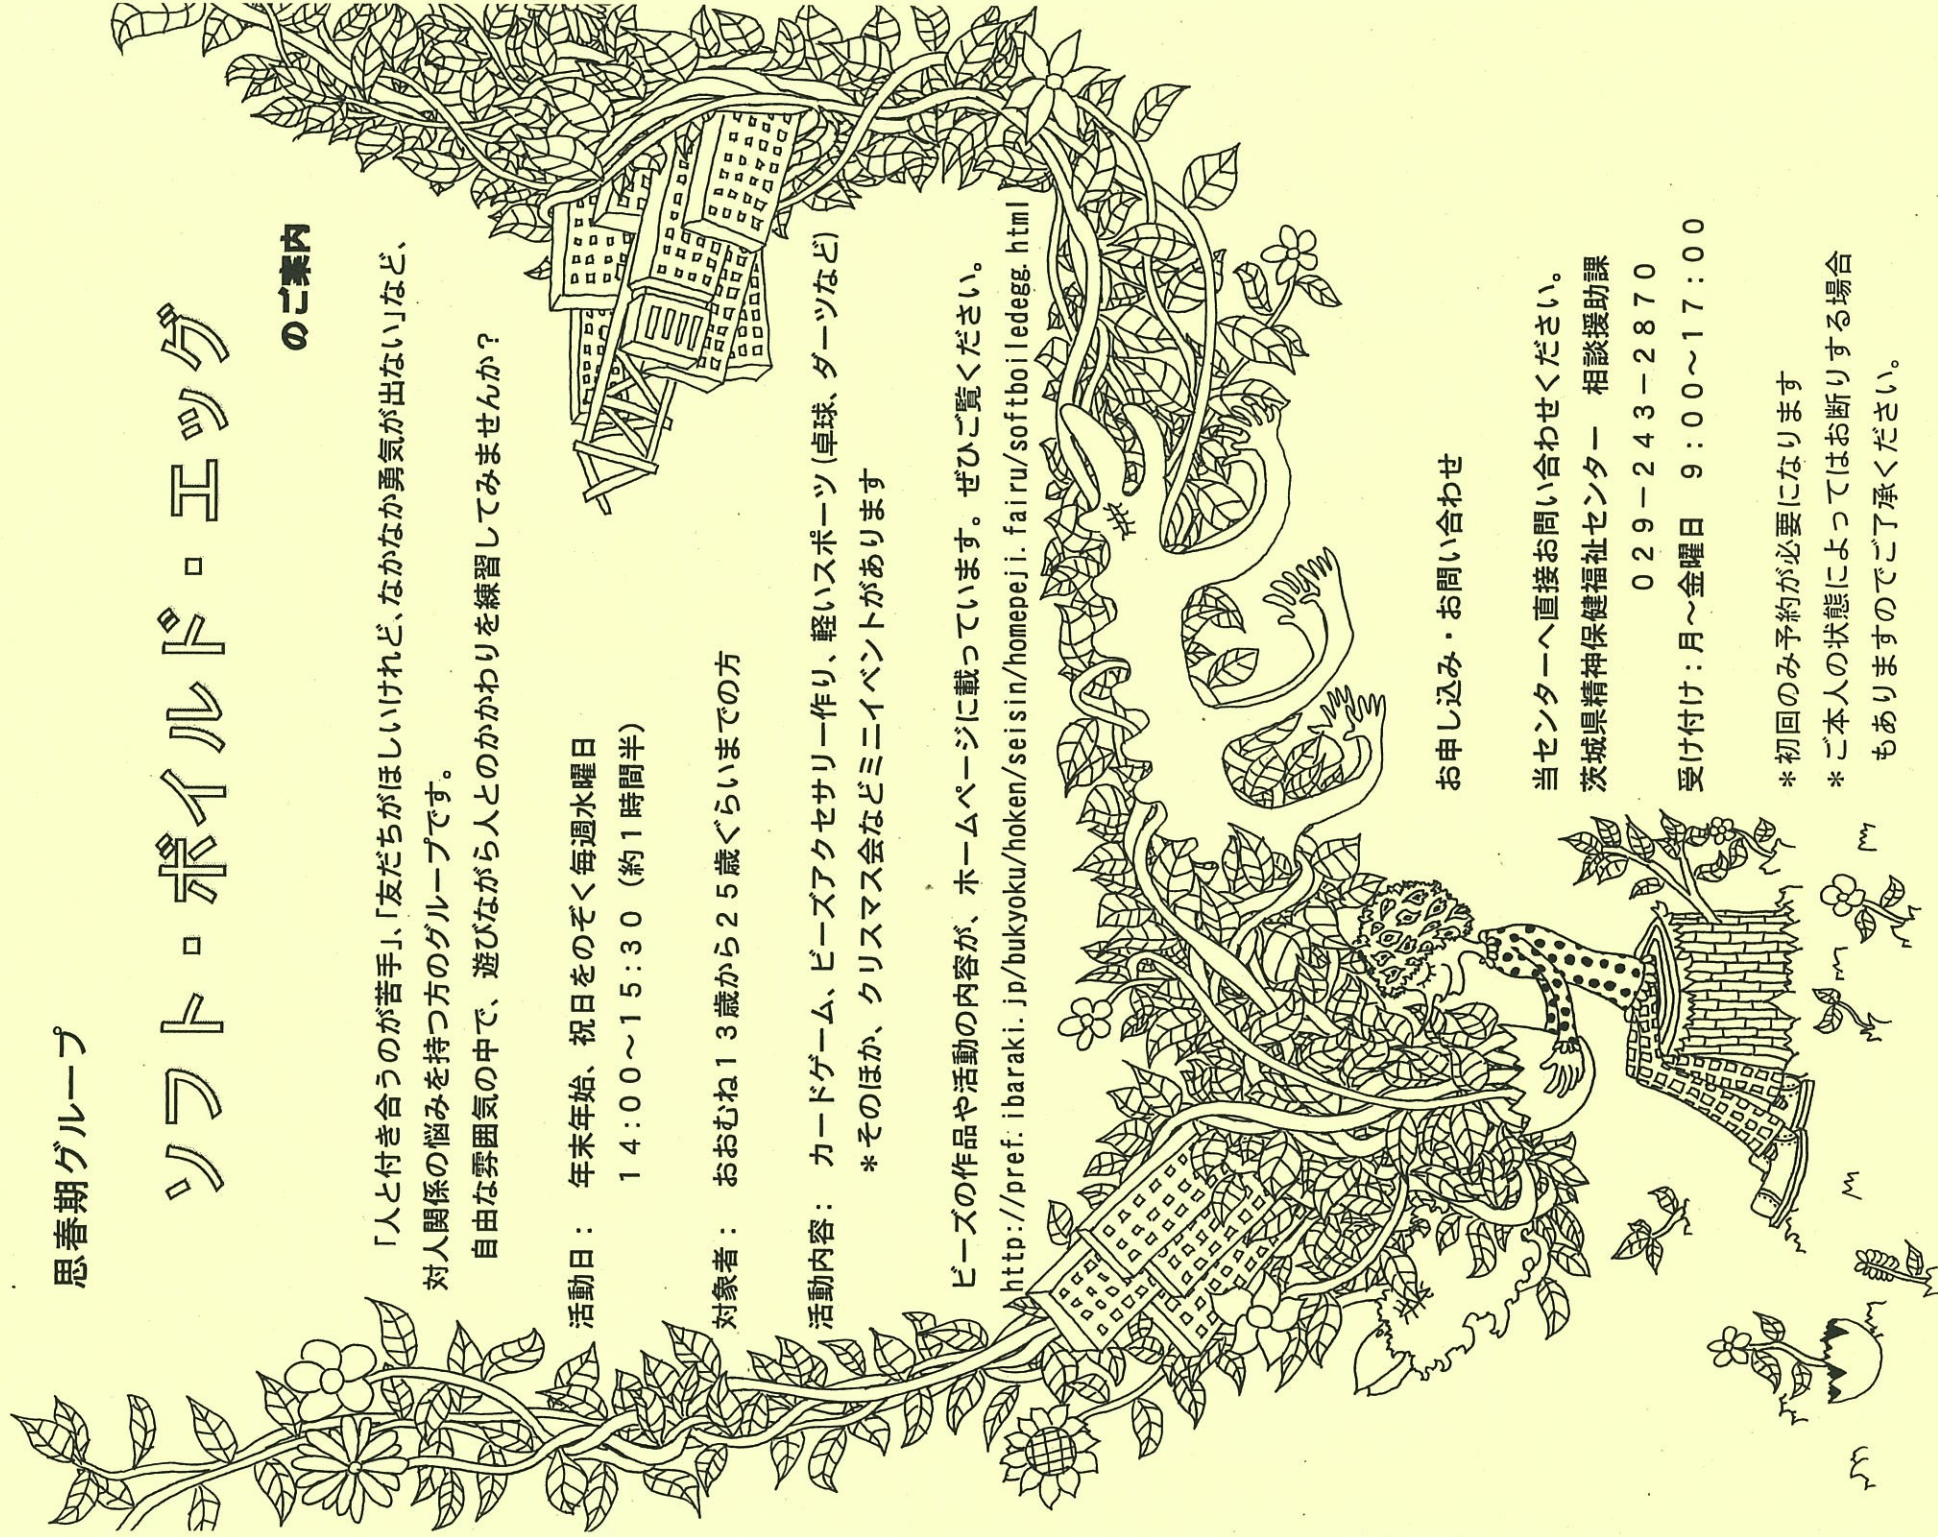 思春期グループ
ソフト・ボイルド・エッグ
のご案内
「人と付き合うのが苦手」、「友だちがほしいけれど、なかなか勇気が出ない」など、
対人関係の悩みを持つ方のグループです。
自由な雰囲気の中で、遊びながら人とのかかわりを練習してみませんか？
活動日： 年末年始、祝日をのぞく毎週水曜日
１４：００～１５：３０（約１時間半）
対象者： おおむね１３歳から２５歳ぐらいまでの方
活動内容： カードゲーム、ビーズアクセサリー作り、軽いスポーツ（卓球、ダーツなど）
＊そのほか、クリスマス会などミニイベントがあります
ビーズの作品や活動の内容が、ホームページに載っています。ぜひご覧ください。
http://pref.ibaraki.jp/bukyoku/hoken/seisin/homepeji.fairu/softboiledegg.html
お申し込み・お問い合わせ
当センターへ直接お問い合わせください。
茨城県精神保健福祉センター 相談援助課
０２９－２４３－２８７０
受け付け：月～金曜日 ９：００～１７：００
＊初回のみ予約が必要になります
＊ご本人の状態によってはお断りする場合
もありますのでご了承ください。